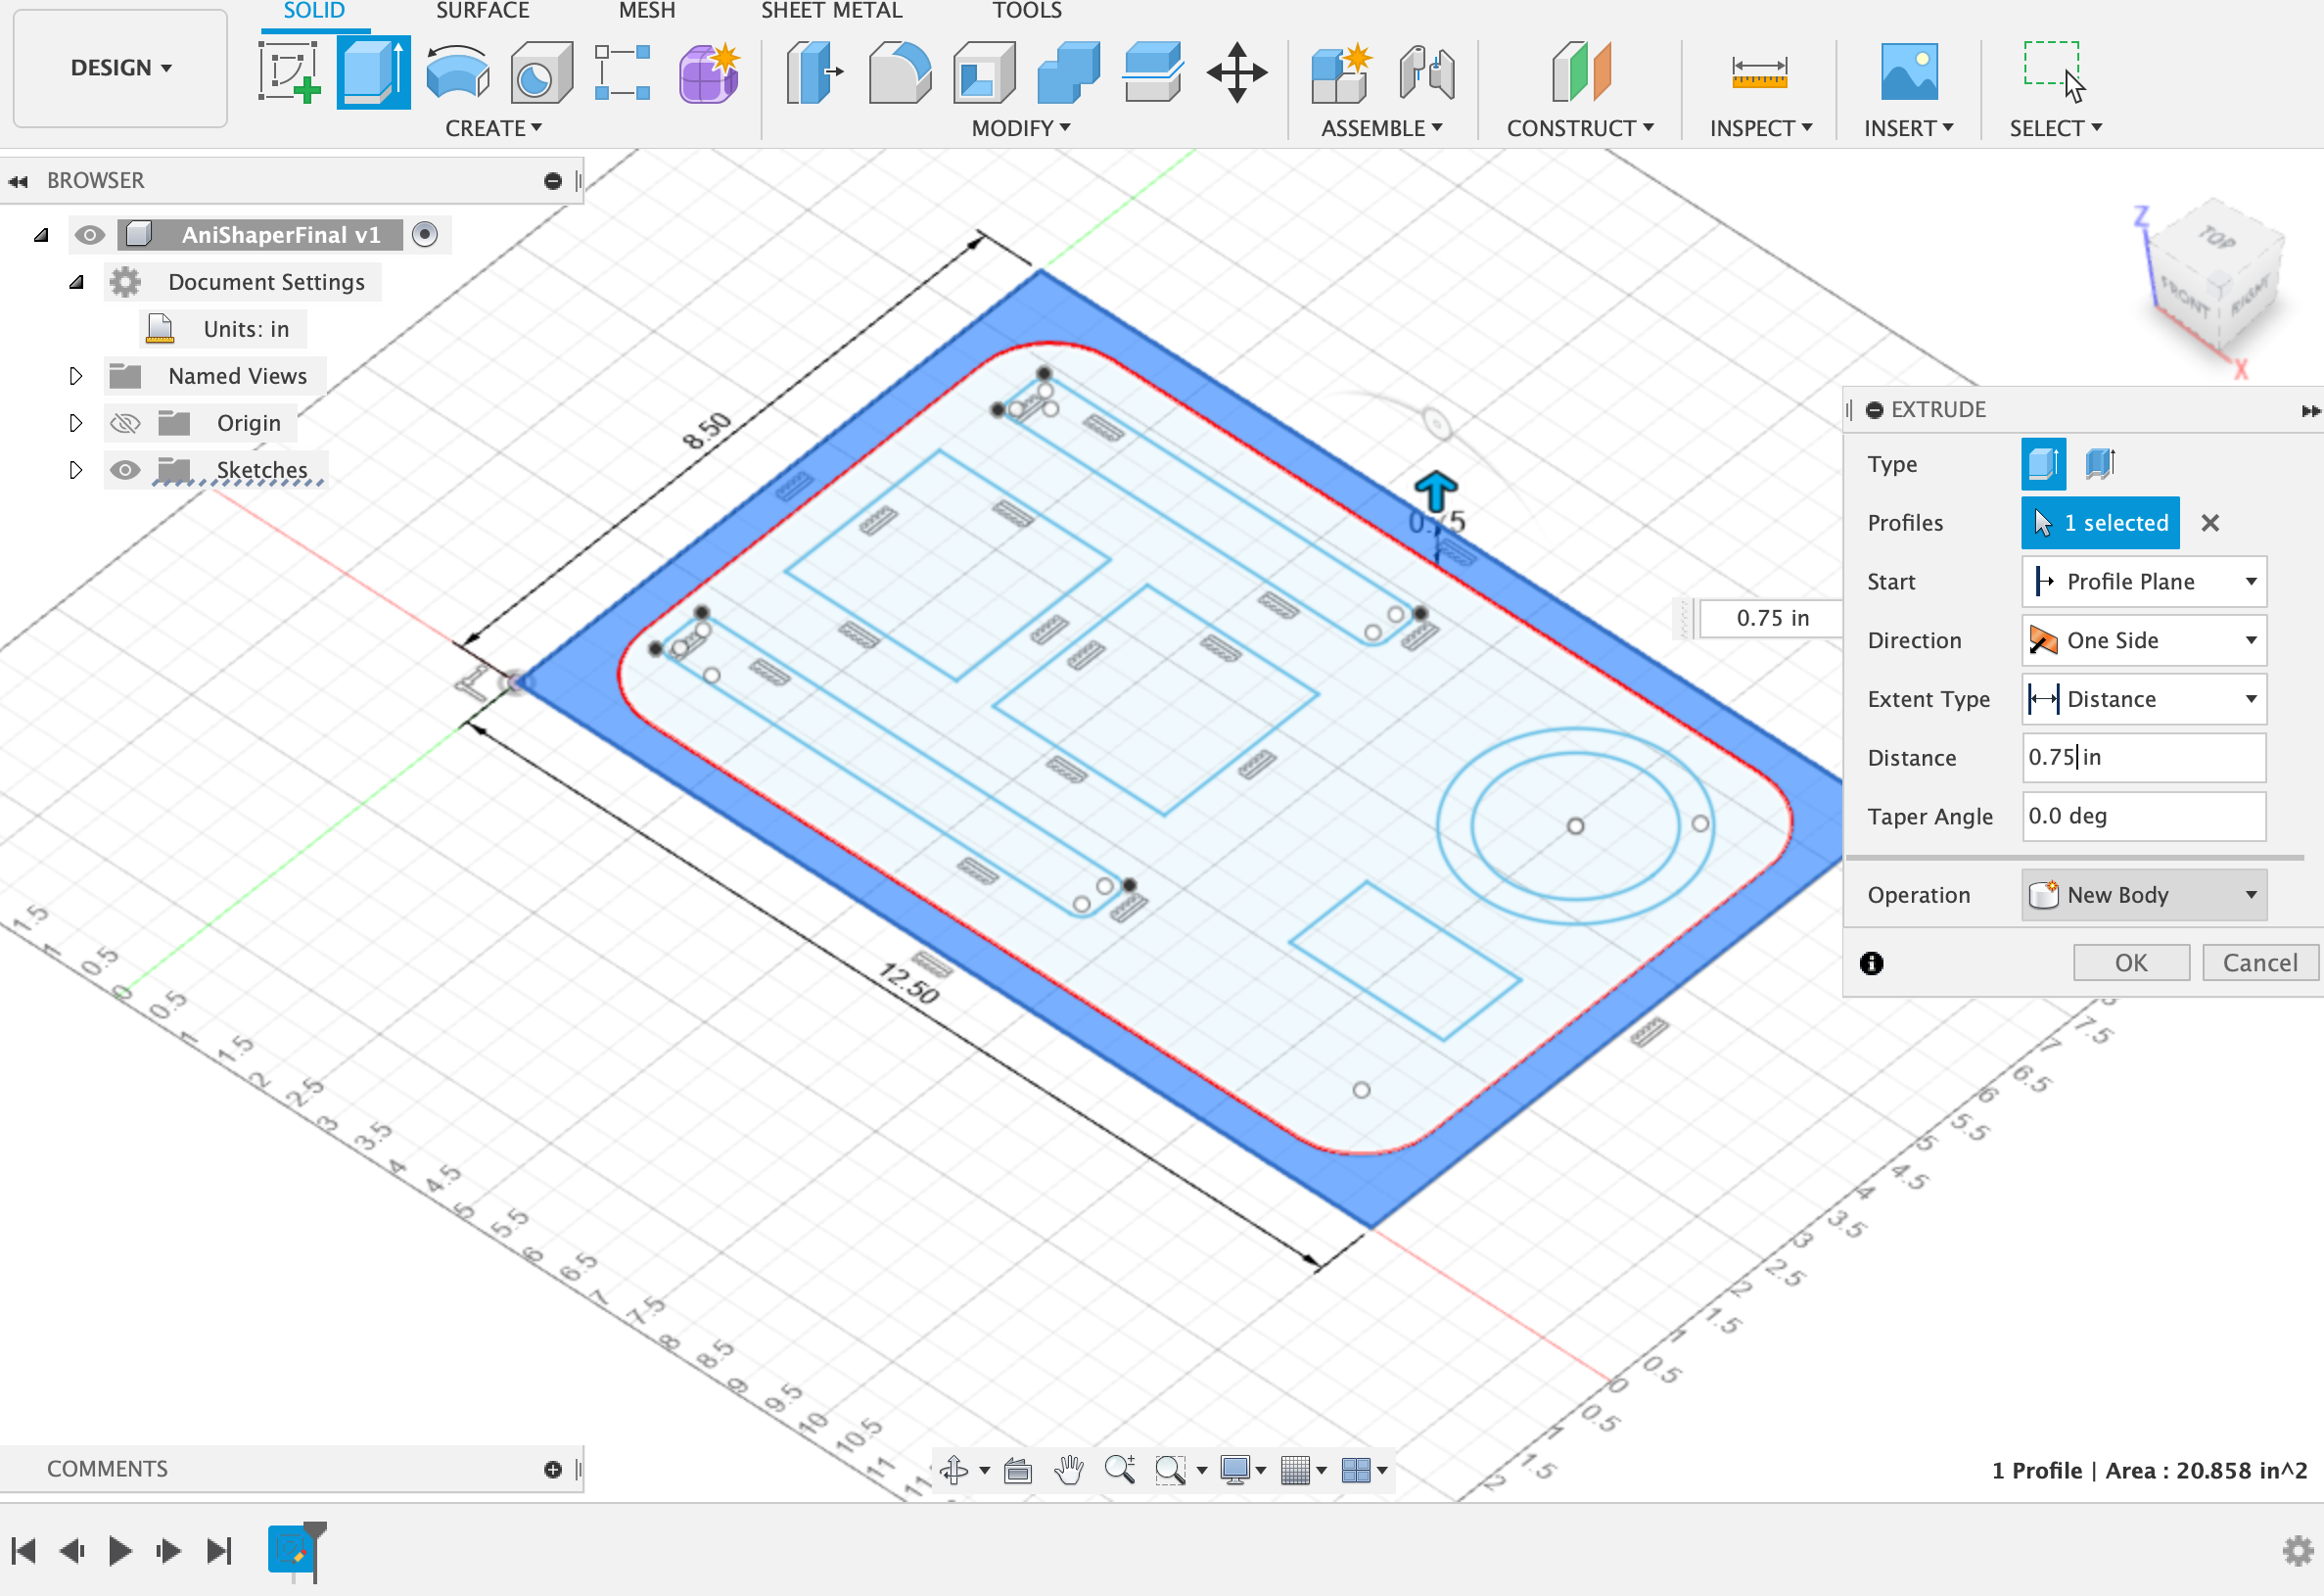 SOLID SURFACE MESH SHEET METAL TOOLS
DESIGN
CREATE MODIFY ASSEMBLE CONSTRUCT INSPECT INSERT SELECT
BROWSER
AniShaperFinal v1
Document Settings
Units: in
Named Views
Origin
Sketches
8.50
12.50
0.75 in
Z
TOP
FRONT
RIGHT
X
EXTRUDE
Type
Profiles 1 selected
Start Profile Plane
Direction One Side
Extent Type Distance
Distance 0.75 in
Taper Angle 0.0 deg
Operation New Body
OK Cancel
1.5
1
0.5
0
0.5
1
1.5
2
2.5
3
3.5
4
4.5
5
5.5
6
6.5
7
7.5
8
8.5
9
9.5
10
10.5
11
7.5
7
6.5
6
5.5
5
4.5
4
3.5
3
2.5
2
1.5
1
0.5
0
0.5
1
1.5
2
COMMENTS
1 Profile | Area : 20.858 in^2